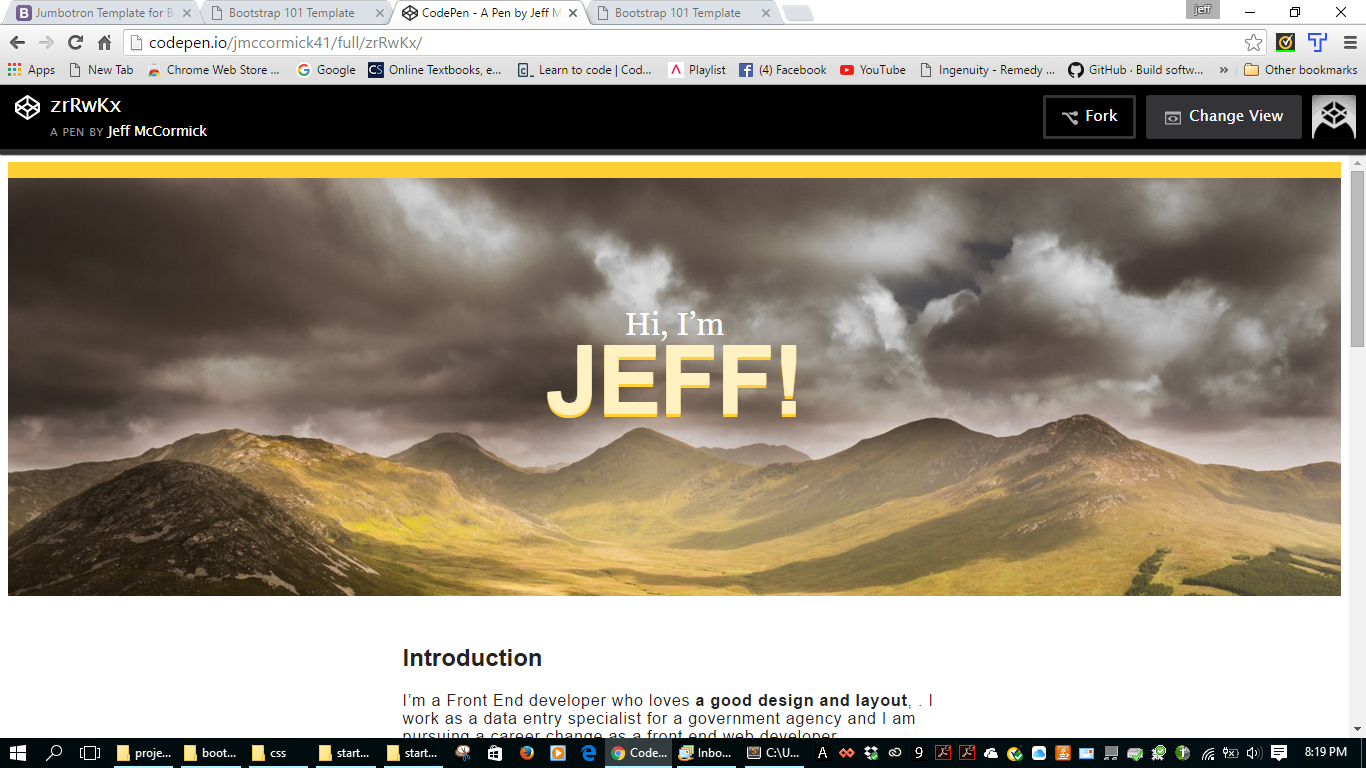 Jumbotron Template for B
Bootstrap 101 Template
CodePen - A Pen by Jeff M
Bootstrap 101 Template
jeff
codepen.io/jmccormick41/full/zrRwKx/
Apps
New Tab
Chrome Web Store ...
Google
CS
Online Textbooks, e...
Learn to code | Cod...
Playlist
(4) Facebook
YouTube
Ingenuity - Remedy ...
GitHub · Build softw...
»
Other bookmarks
zrRwKx
A PEN BY Jeff McCormick
Fork
Change View
Hi, I’m
JEFF!
Introduction
I’m a Front End developer who loves a good design and layout, . I
work as a data entry specialist for a government agency and I am
pursuing a career change as a front end web developer
proje...
boot...
css
start...
start...
Code...
Inbo...
C:\U...
8:19 PM